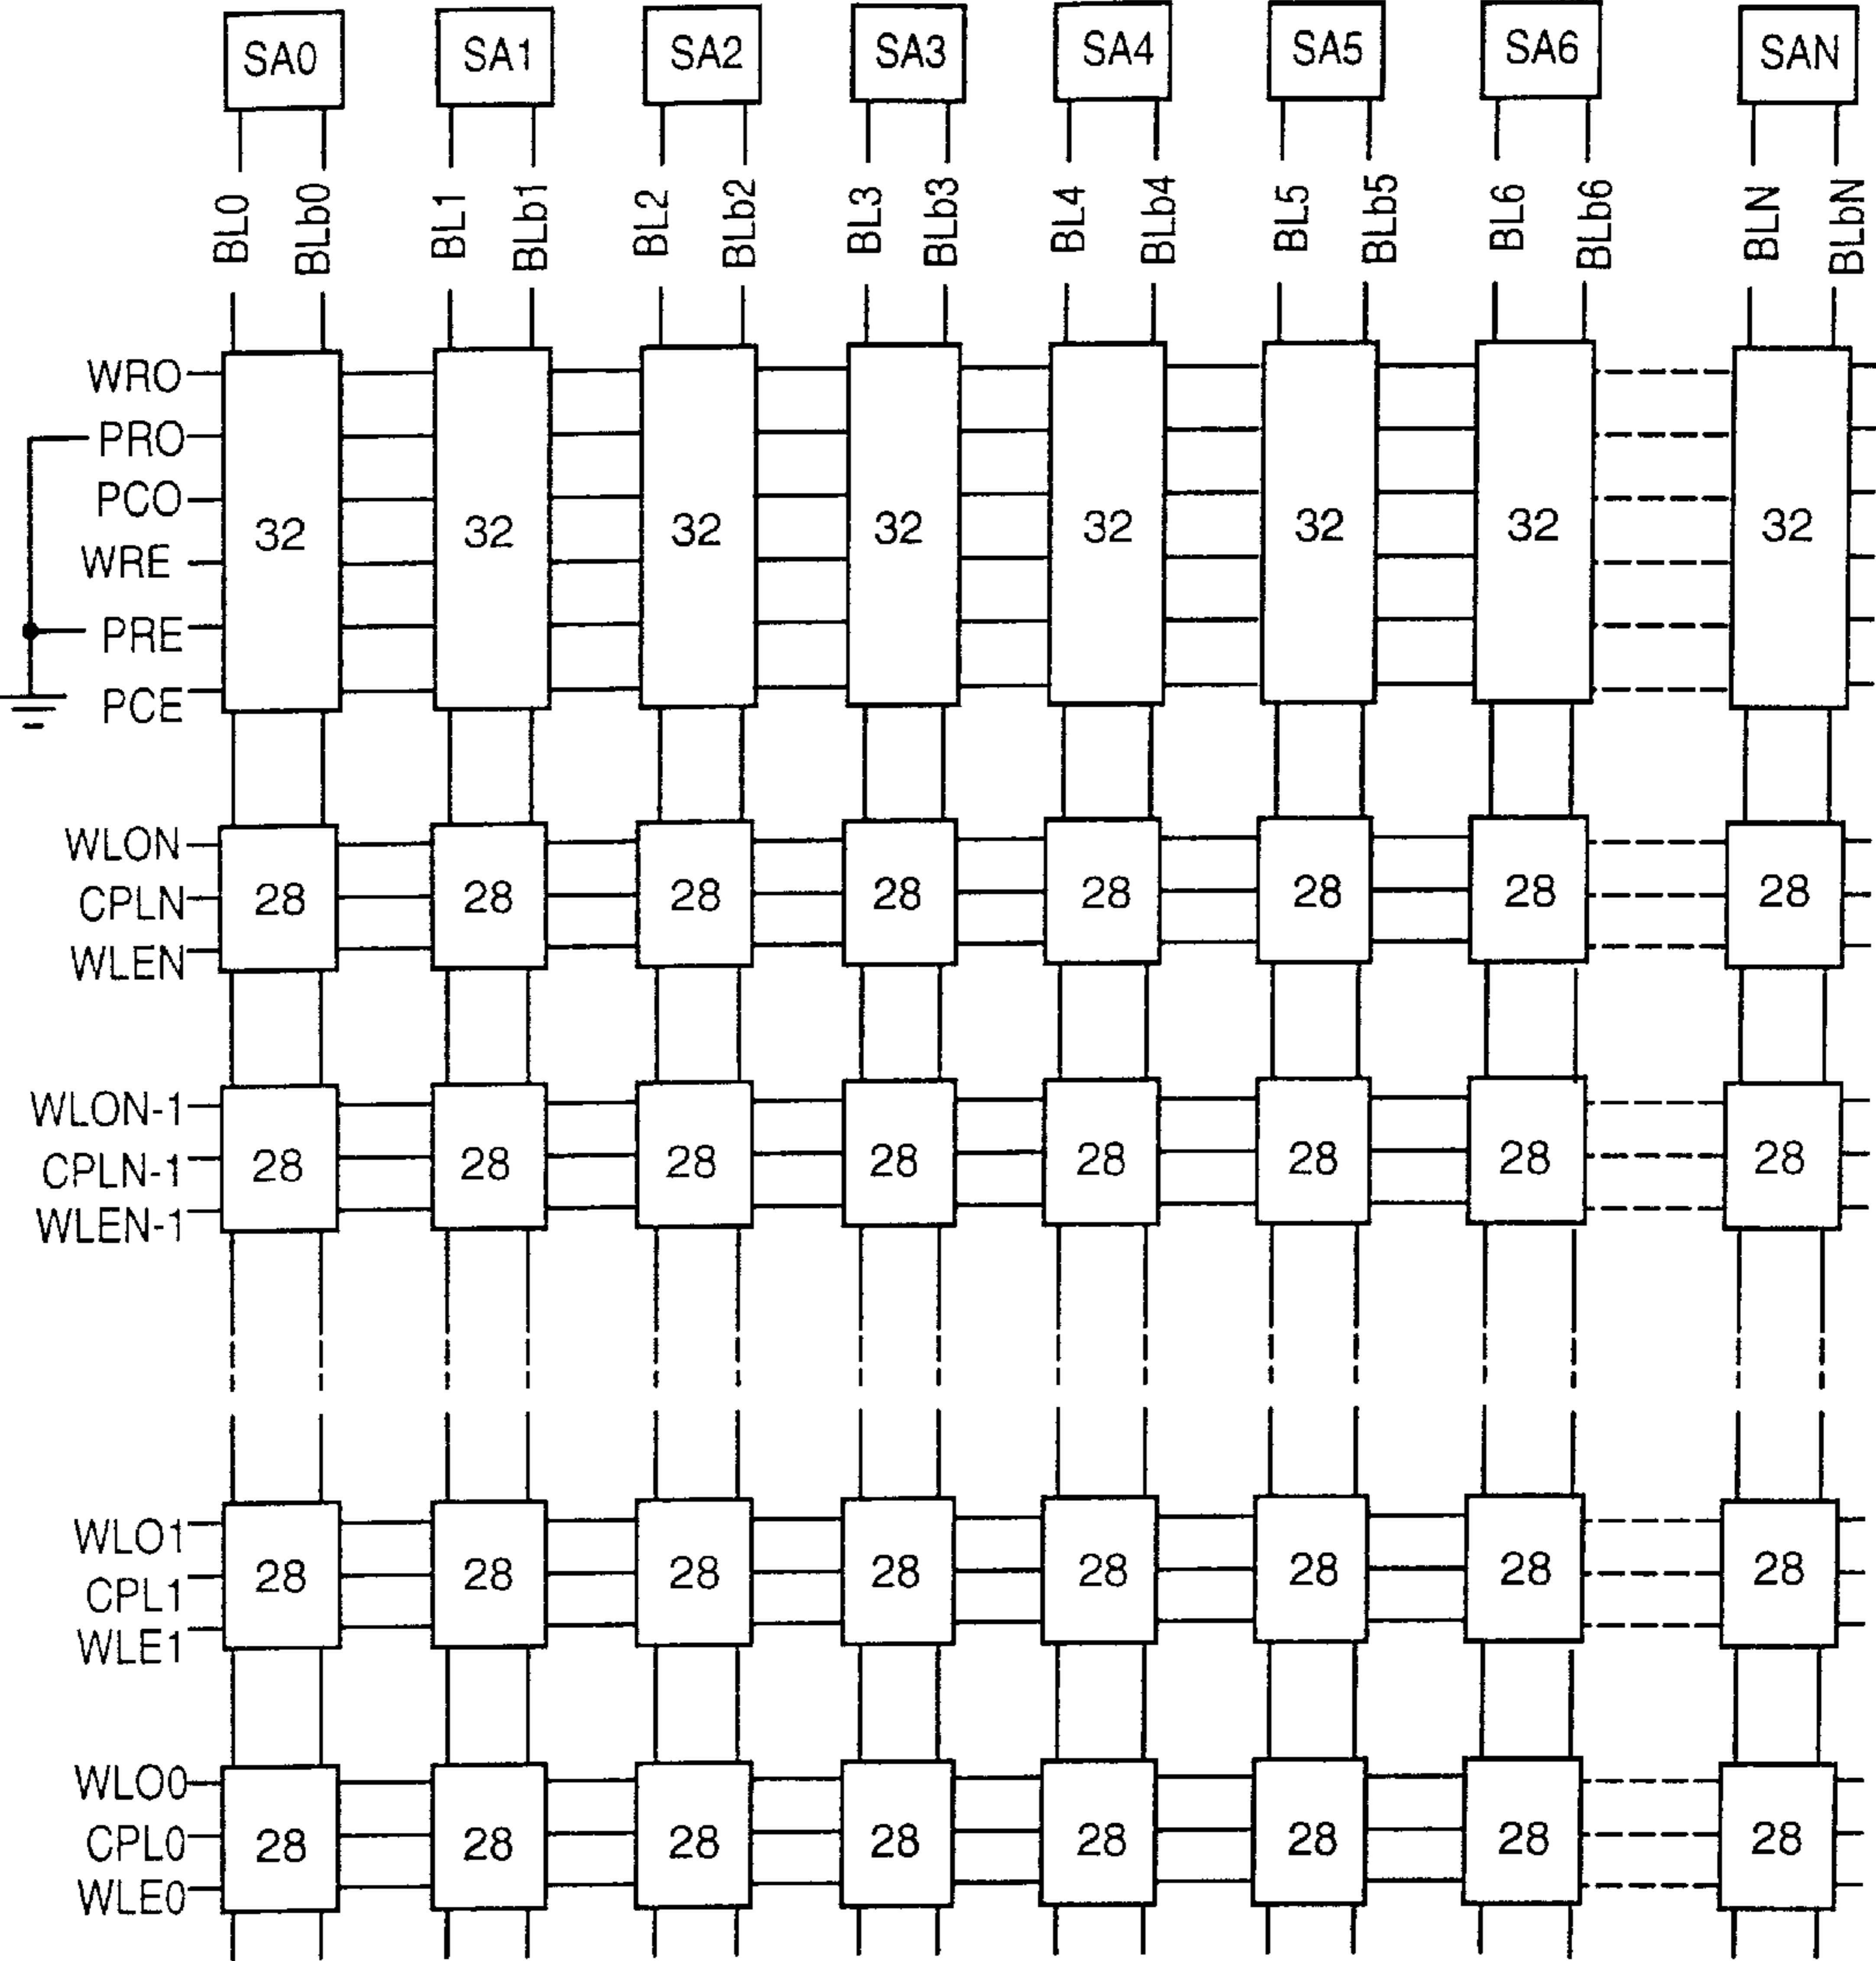 SA0 SA1 SA2 SA3 SA4 SA5 SA6 SAN
BL0 BLb0 BL1 BLb1 BL2 BLb2 BL3 BLb3 BL4 BLb4 BL5 BLb5 BL6 BLb6 BLN BLbN
WRO
PRO
PCO
32 32 32 32 32 32 32 32
WRE
PRE
PCE
WLON
CPLN 28 28 28 28 28 28 28 28
WLEN
WLON-1
CPLN-1 28 28 28 28 28 28 28 28
WLEN-1
WLO1
CPL1 28 28 28 28 28 28 28 28
WLE1
WLO0
CPL0 28 28 28 28 28 28 28 28
WLE0